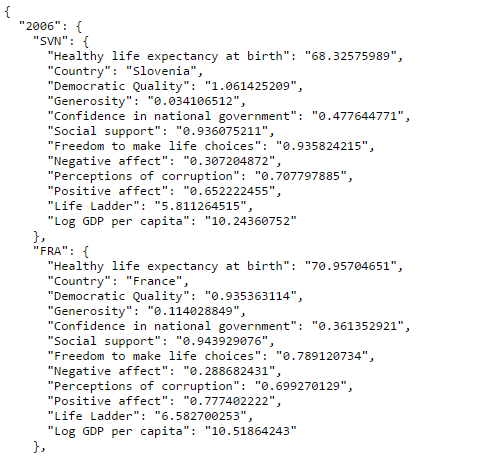 {
  "2006": {
    "SVN": {
      "Healthy life expectancy at birth": "68.32575989",
      "Country": "Slovenia",
      "Democratic Quality": "1.061425209",
      "Generosity": "0.034106512",
      "Confidence in national government": "0.477644771",
      "Social support": "0.936075211",
      "Freedom to make life choices": "0.935824215",
      "Negative affect": "0.307204872",
      "Perceptions of corruption": "0.707797885",
      "Positive affect": "0.652222455",
      "Life Ladder": "5.811264515",
      "Log GDP per capita": "10.24360752"
    },
    "FRA": {
      "Healthy life expectancy at birth": "70.95704651",
      "Country": "France",
      "Democratic Quality": "0.935363114",
      "Generosity": "0.114028849",
      "Confidence in national government": "0.361352921",
      "Social support": "0.943929076",
      "Freedom to make life choices": "0.789120734",
      "Negative affect": "0.288682431",
      "Perceptions of corruption": "0.699270129",
      "Positive affect": "0.777402222",
      "Life Ladder": "6.582700253",
      "Log GDP per capita": "10.51864243"
    },